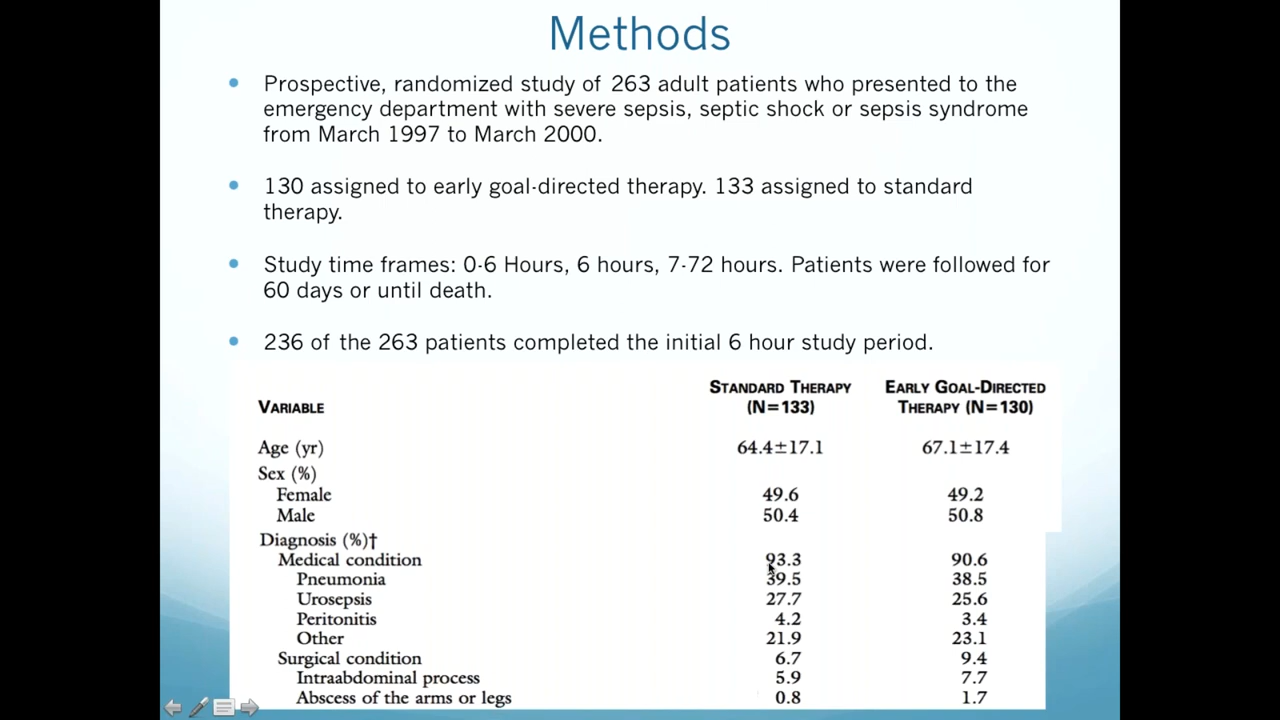 Methods
Prospective, randomized study of 263 adult patients who presented to the
emergency department with severe sepsis, septic shock or sepsis syndrome
from March 1997 to March 2000.
130 assigned to early goal-directed therapy. 133 assigned to standard
therapy.
Study time frames: 0-6 Hours, 6 hours, 7-72 hours. Patients were followed for
60 days or until death.
236 of the 263 patients completed the initial 6 hour study period.
VARIABLE STANDARD THERAPY (N=133) EARLY GOAL-DIRECTED THERAPY (N=130)
Age (yr) 64.4±17.1 67.1±17.4
Sex (%)
Female 49.6 49.2
Male 50.4 50.8
Diagnosis (%)†
Medical condition 93.3 90.6
Pneumonia 39.5 38.5
Urosepsis 27.7 25.6
Peritonitis 4.2 3.4
Other 21.9 23.1
Surgical condition 6.7 9.4
Intraabdominal process 5.9 7.7
Abscess of the arms or legs 0.8 1.7